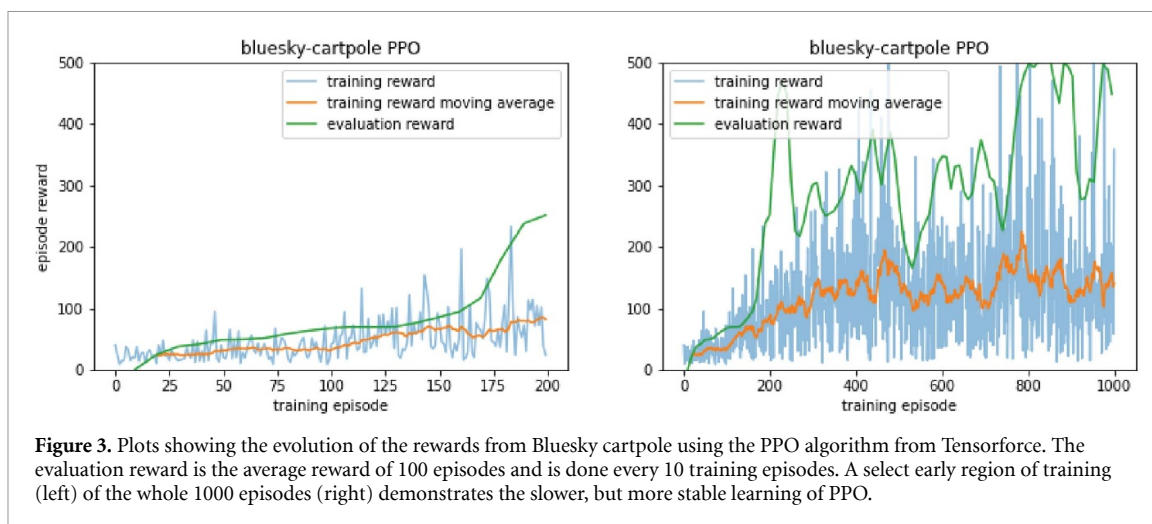 bluesky-cartpole PPO
500
400
300
200
100
0
episode reward
training reward
training reward moving average
evaluation reward
0 25 50 75 100 125 150 175 200
training episode
bluesky-cartpole PPO
500
400
300
200
100
0
training reward
training reward moving average
evaluation reward
0 200 400 600 800 1000
training episode
Figure 3. Plots showing the evolution of the rewards from Bluesky cartpole using the PPO algorithm from Tensorforce. The
evaluation reward is the average reward of 100 episodes and is done every 10 training episodes. A select early region of training
(left) of the whole 1000 episodes (right) demonstrates the slower, but more stable learning of PPO.